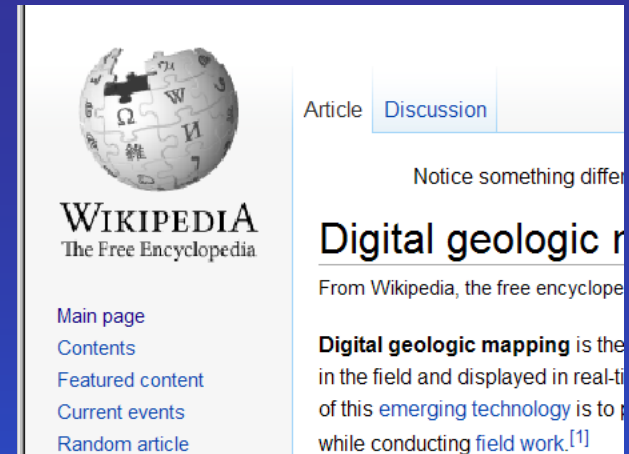 WIKIPEDIA
The Free Encyclopedia
Main page
Contents
Featured content
Current events
Random article
Article Discussion
Notice something differ
Digital geologic
From Wikipedia, the free encyclope
Digital geologic mapping is the
in the field and displayed in real-ti
of this emerging technology is to
while conducting field work.[1]